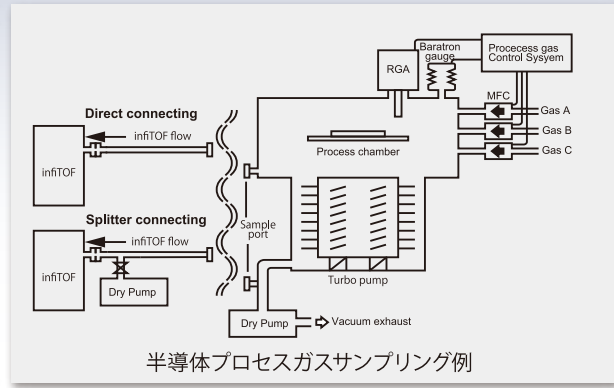 Baratron
gauge
Procecess gas
Control Sysyem
RGA
MFC
Gas A
Gas B
Gas C
Direct connecting
infiTOF flow
infiTOF
Process chamber
Splitter connecting
infiTOF flow
Sample
port
infiTOF
Dry Pump
Turbo pump
Dry Pump
Vacuum exhaust
半導体プロセスガスサンプリング例